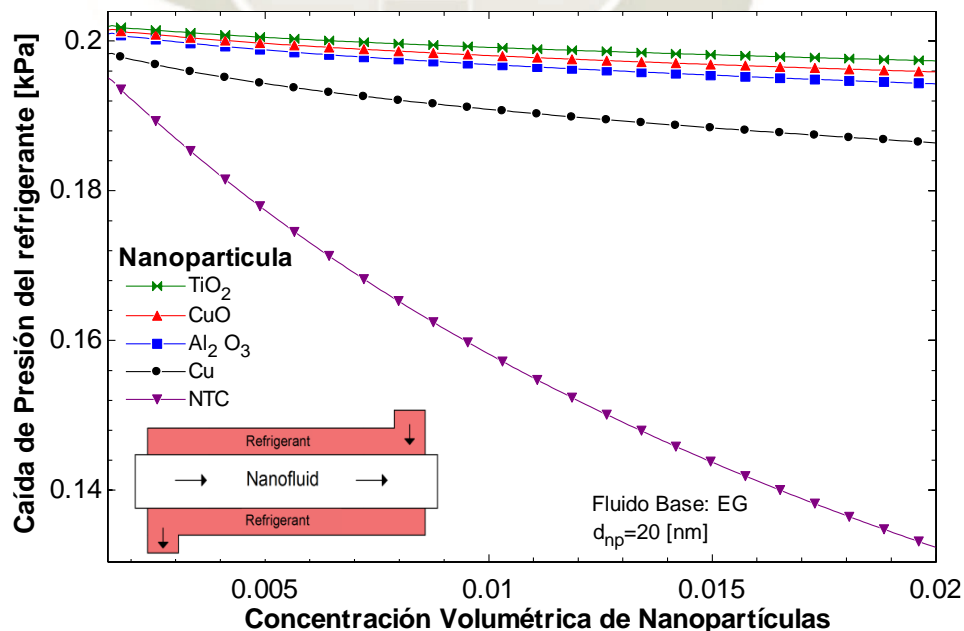 Caída de Presión del refrigerante [kPa]
0.2
0.18
0.16
0.14
Nanoparticula
TiO2
CuO
Al2 O3
Cu
NTC
Refrigerant
Nanofluid
Refrigerant
Fluido Base: EG
dnp=20 [nm]
0.005
0.01
0.015
0.02
Concentración Volumétrica de Nanopartículas